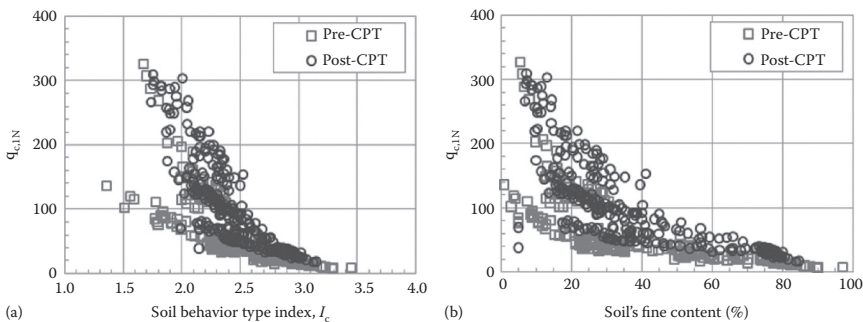 400
300
200
100
0
q_c,1N
Pre-CPT
Post-CPT
1.0 1.5 2.0 2.5 3.0 3.5 4.0
(a) Soil behavior type index, I_c
400
300
200
100
0
q_c,1N
Pre-CPT
Post-CPT
0 20 40 60 80 100
(b) Soil's fine content (%)